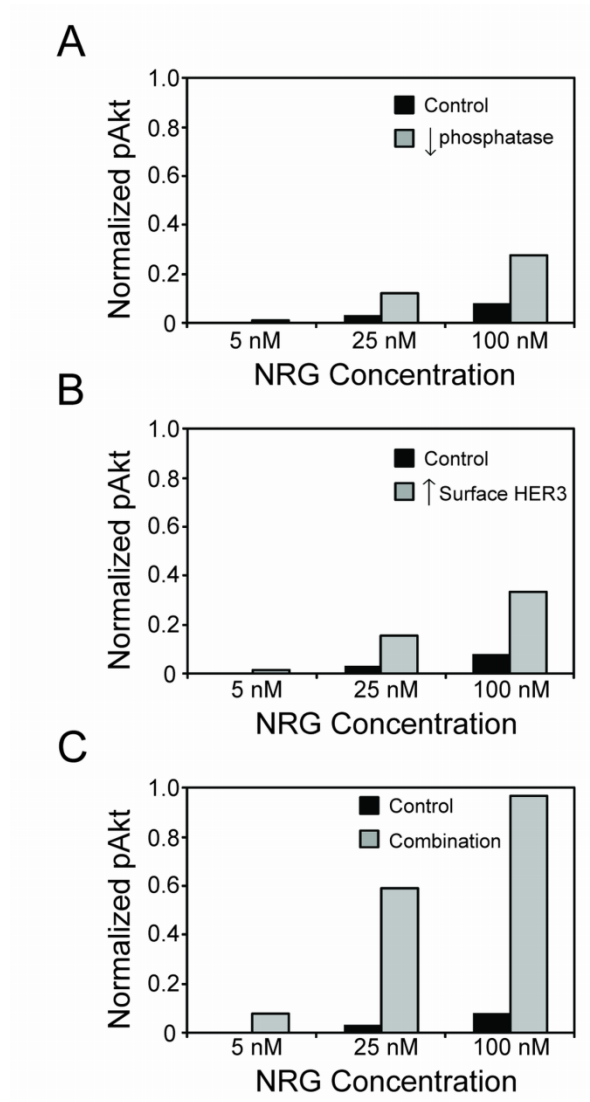 A
Normalized pAkt
1.0
0.8
0.6
0.4
0.2
0
Control
↓ phosphatase
5 nM 25 nM 100 nM
NRG Concentration
B
Normalized pAkt
1.0
0.8
0.6
0.4
0.2
0
Control
↑ Surface HER3
5 nM 25 nM 100 nM
NRG Concentration
C
Normalized pAkt
1.0
0.8
0.6
0.4
0.2
0
Control
Combination
5 nM 25 nM 100 nM
NRG Concentration